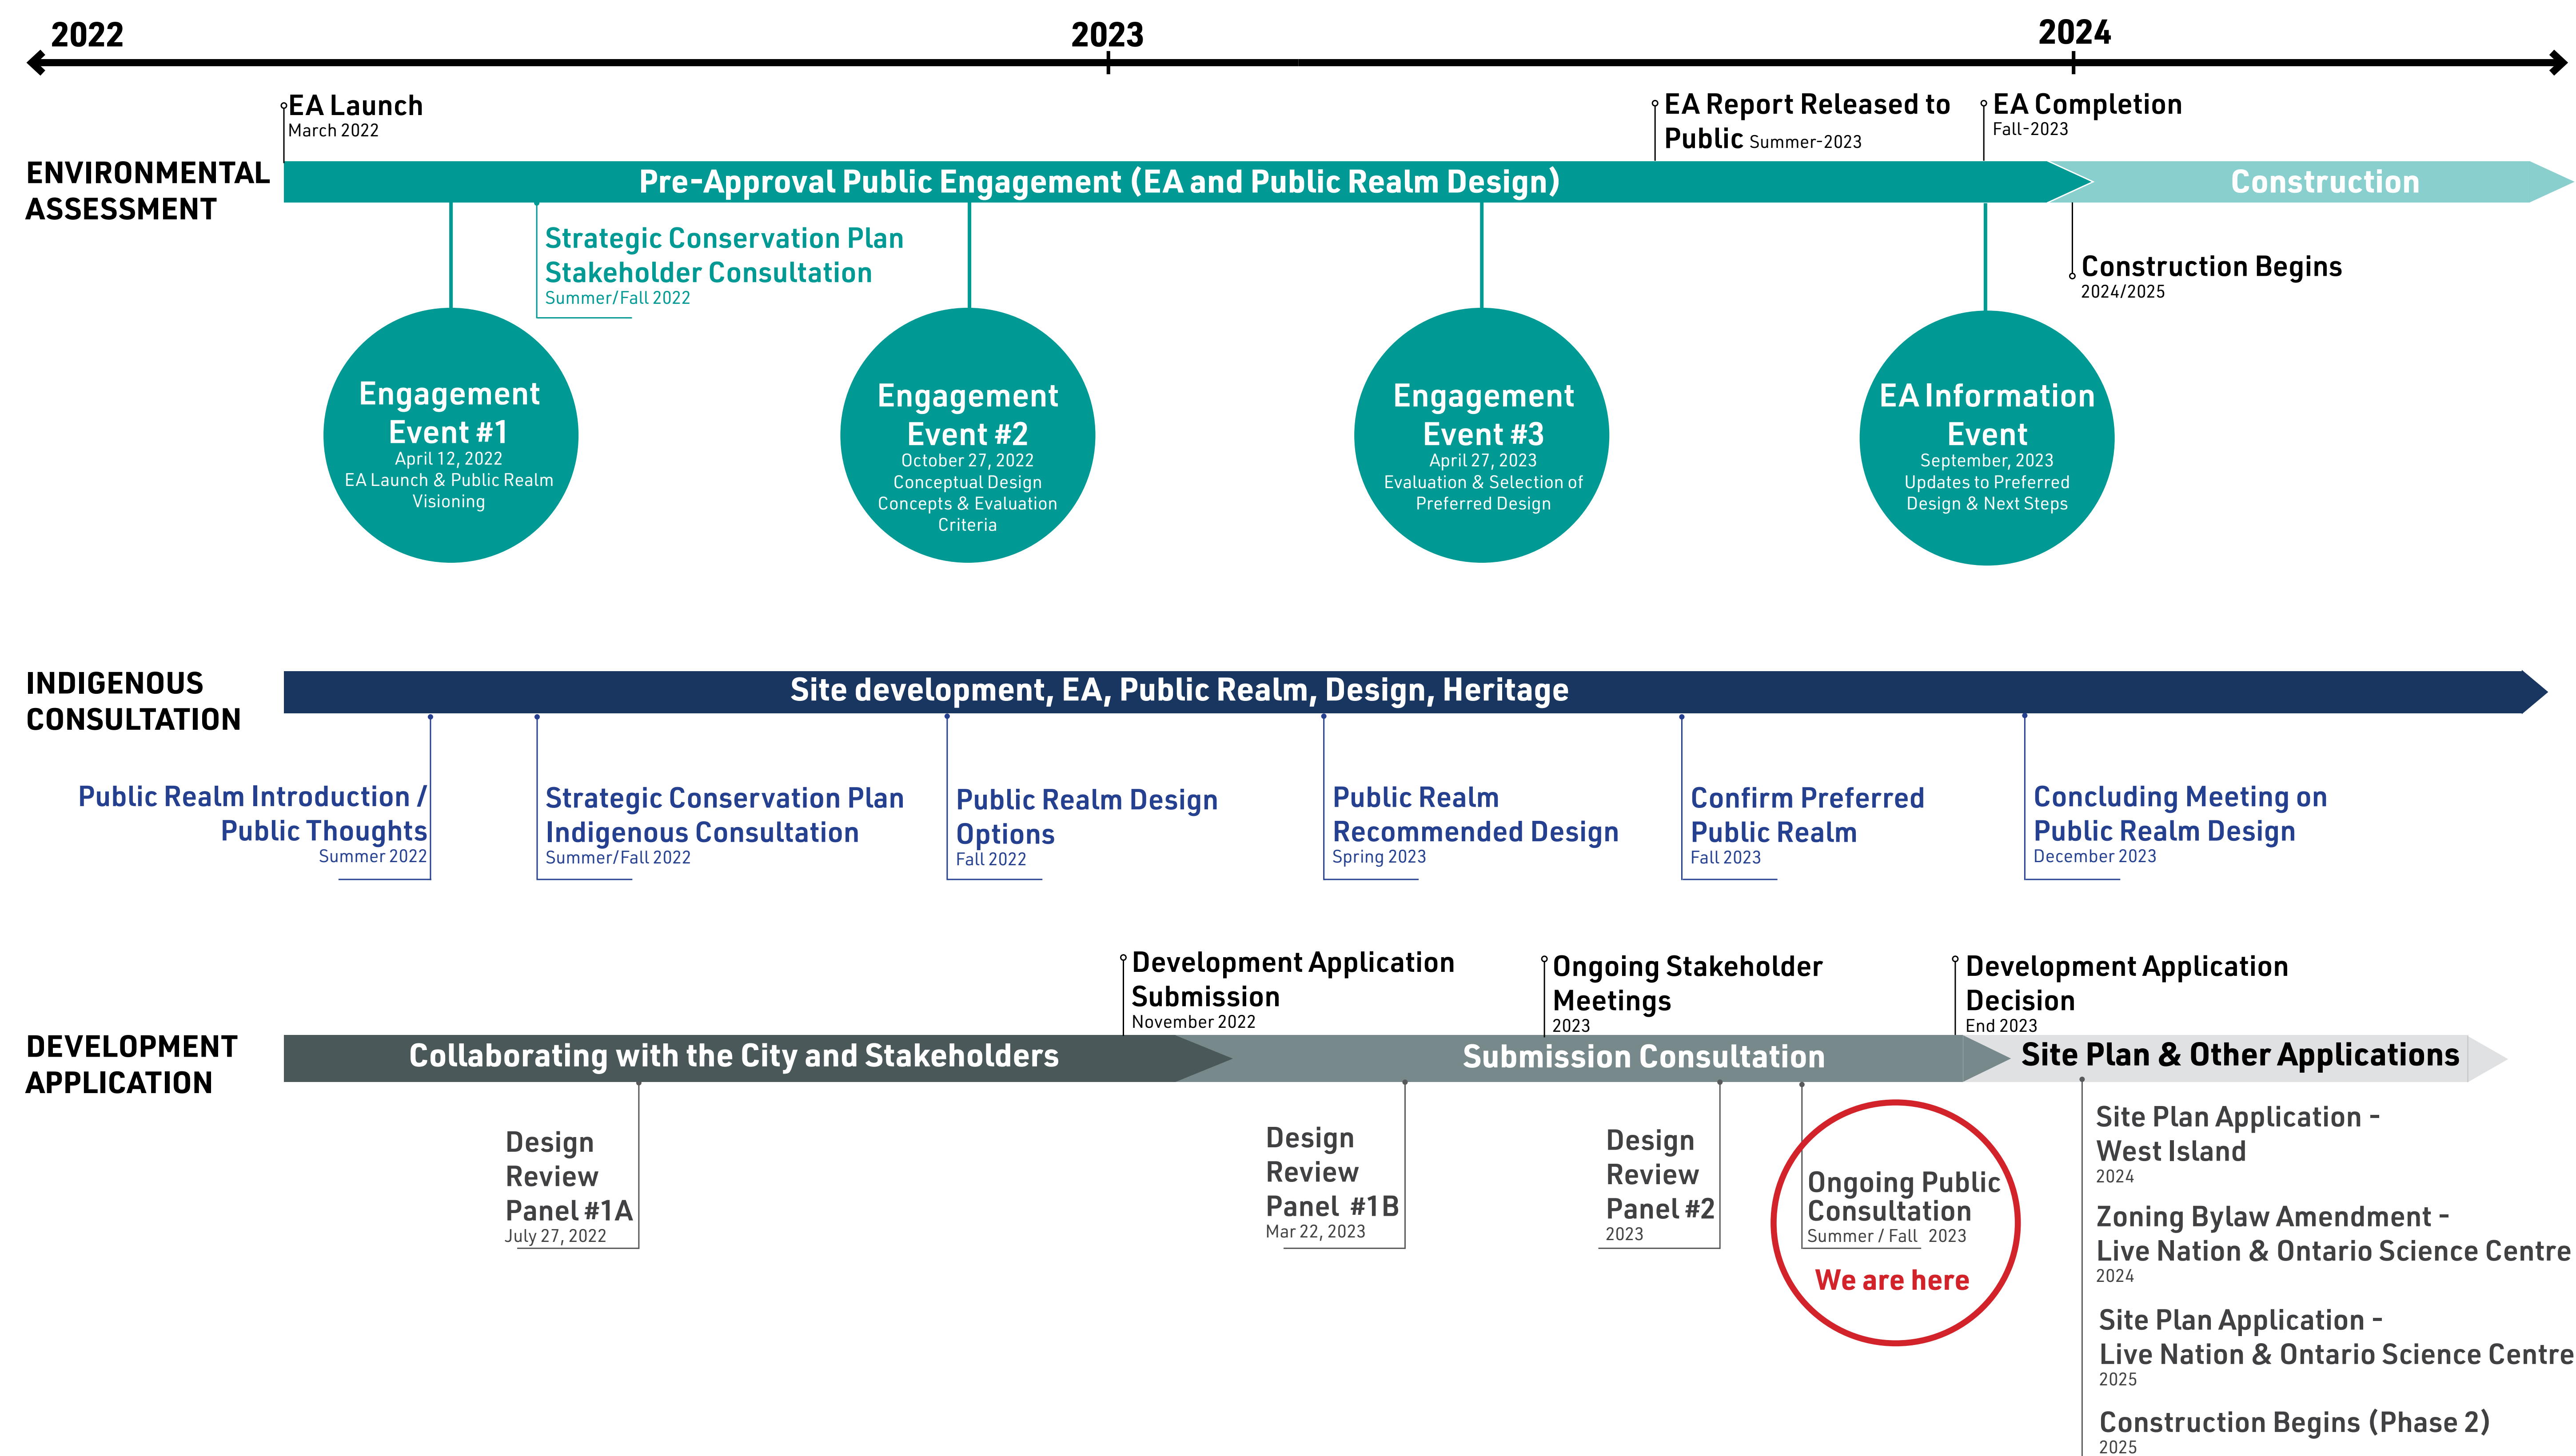 2022
2023
2024
EA Launch
March 2022
EA Report Released to
Public Summer-2023
EA Completion
Fall-2023
ENVIRONMENTAL
ASSESSMENT
Pre-Approval Public Engagement (EA and Public Realm Design)
Construction
Strategic Conservation Plan
Stakeholder Consultation
Summer/Fall 2022
Construction Begins
2024/2025
Engagement
Event #1
April 12, 2022
EA Launch & Public Realm
Visioning
Engagement
Event #2
October 27, 2022
Conceptual Design
Concepts & Evaluation
Criteria
Engagement
Event #3
April 27, 2023
Evaluation & Selection of
Preferred Design
EA Information
Event
September, 2023
Updates to Preferred
Design & Next Steps
INDIGENOUS
CONSULTATION
Site development, EA, Public Realm, Design, Heritage
Public Realm Introduction /
Public Thoughts
Summer 2022
Strategic Conservation Plan
Indigenous Consultation
Summer/Fall 2022
Public Realm Design
Options
Fall 2022
Public Realm
Recommended Design
Spring 2023
Confirm Preferred
Public Realm
Fall 2023
Concluding Meeting on
Public Realm Design
December 2023
Development Application
Submission
November 2022
Ongoing Stakeholder
Meetings
2023
Development Application
Decision
End 2023
DEVELOPMENT
APPLICATION
Collaborating with the City and Stakeholders
Submission Consultation
Site Plan & Other Applications
Design
Review
Panel #1A
July 27, 2022
Design
Review
Panel #1B
Mar 22, 2023
Design
Review
Panel #2
2023
Ongoing Public
Consultation
Summer / Fall 2023
We are here
Site Plan Application -
West Island
2024
Zoning Bylaw Amendment -
Live Nation & Ontario Science Centre
2024
Site Plan Application -
Live Nation & Ontario Science Centre
2025
Construction Begins (Phase 2)
2025